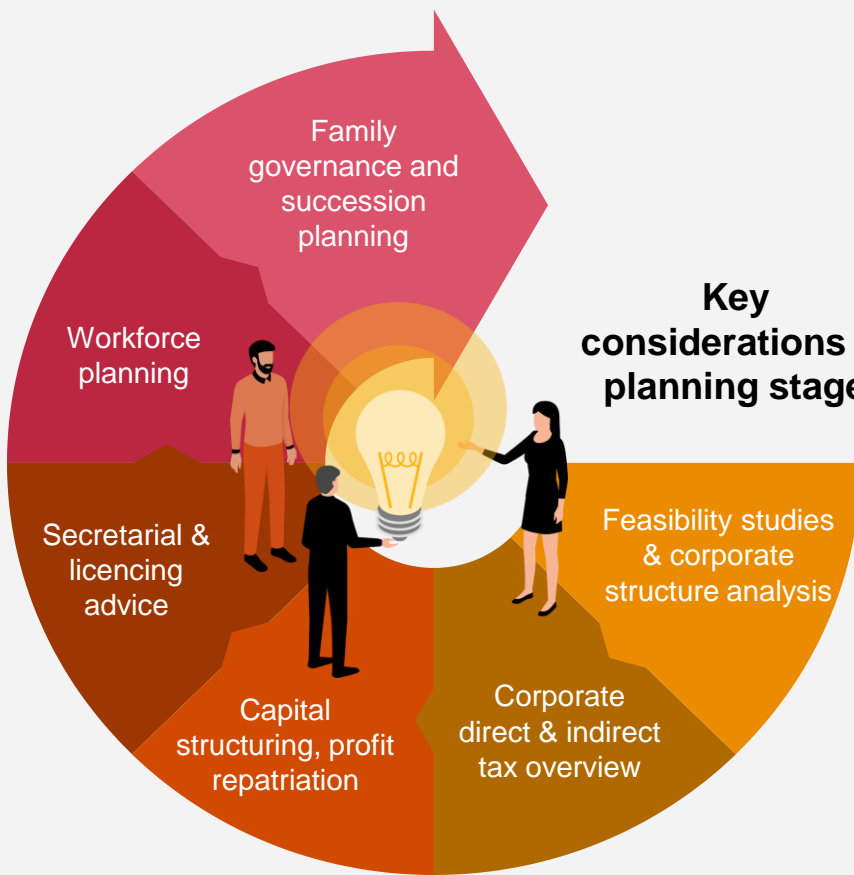 Key
considerations
planning stage
Feasibility studies
& corporate
structure analysis
Corporate
direct & indirect
tax overview
Capital
structuring, profit
repatriation
Secretarial &
licencing
advice
Workforce
planning
Family
governance and
succession
planning